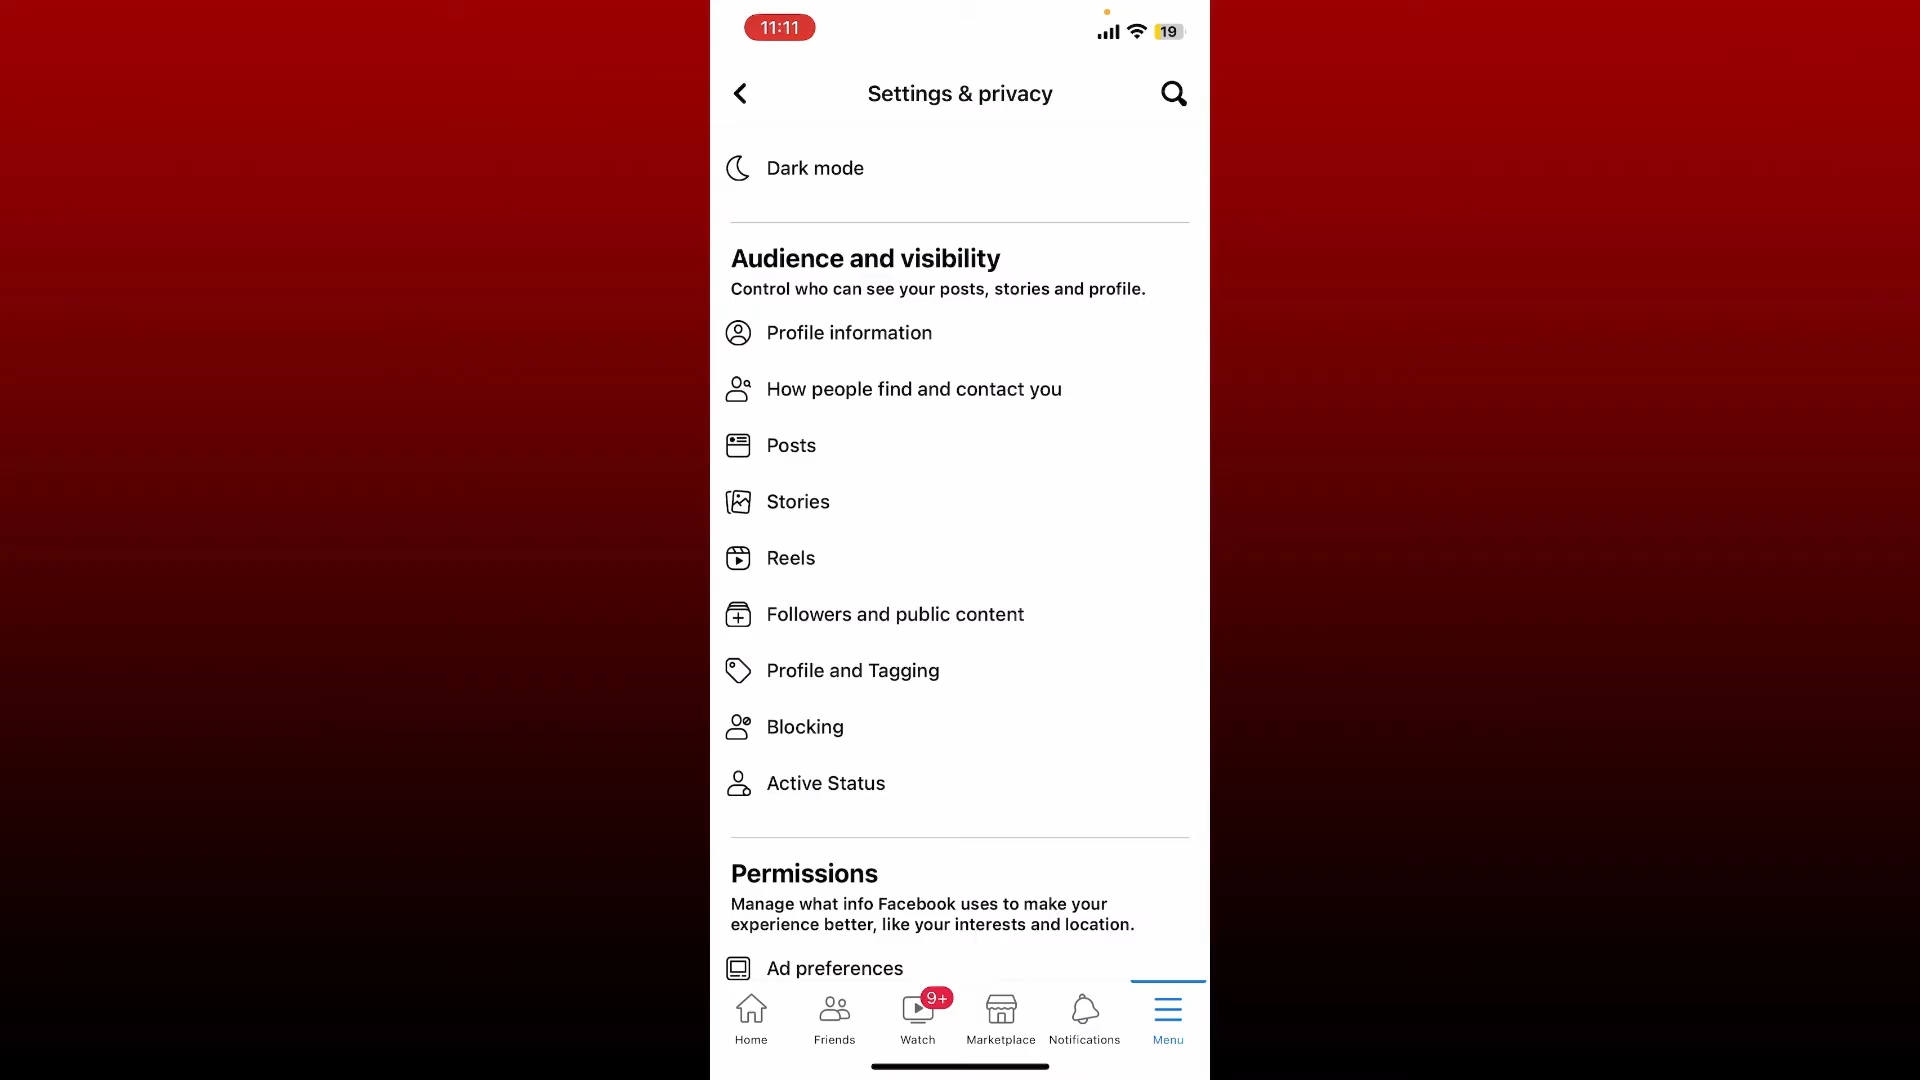 11:11
19
Settings & privacy
Dark mode
Audience and visibility
Control who can see your posts, stories and profile.
Profile information
How people find and contact you
Posts
Stories
Reels
Followers and public content
Profile and Tagging
Blocking
Active Status
Permissions
Manage what info Facebook uses to make your
experience better, like your interests and location.
Ad preferences
9+
Home
Friends
Watch
Marketplace
Notifications
Menu